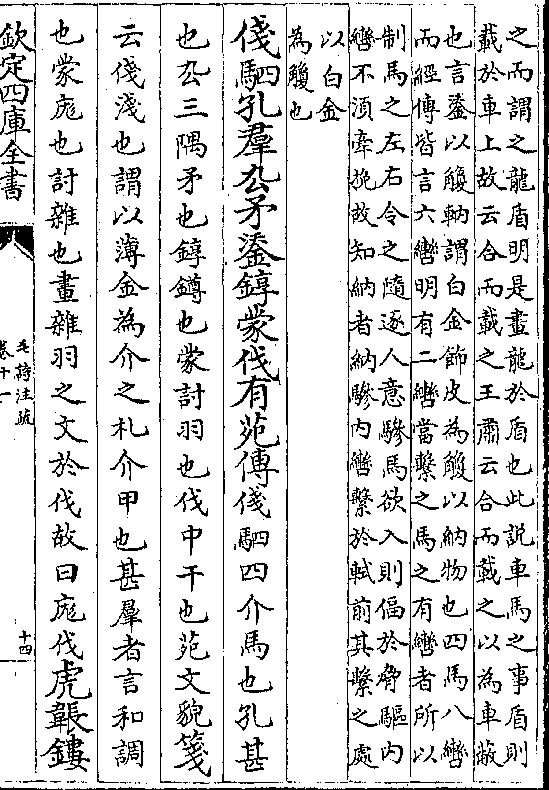 之而謂之龍盾明是畫龍於盾也此説車馬之事盾則
載於車上故云合而載之王肅云合而載之以為車蔽
也言鋈以觼軜謂白金飾皮為觼以納物也四馬八轡
而經傳皆言六轡明有二轡當繫之馬之有轡者所以
制馬之左右令之隨逐人意驂馬欲入則偪於脅驅内
轡不須牽挽故知納者納驂内轡繫於軾前其繫之處
以白金
為觼也
俴駟孔羣厹矛鋈錞蒙伐有苑傳俴駟四介馬也孔甚
也厹三隅矛也錞鐏也蒙討羽也伐中干也苑文貌箋
云俴淺也謂以薄金為介之札介甲也甚羣者言和調
也蒙厖也討雜也畫雜羽之文於伐故曰厖伐虎韔鏤
欽定四庫全書
毛詩注疏
卷十一
十四